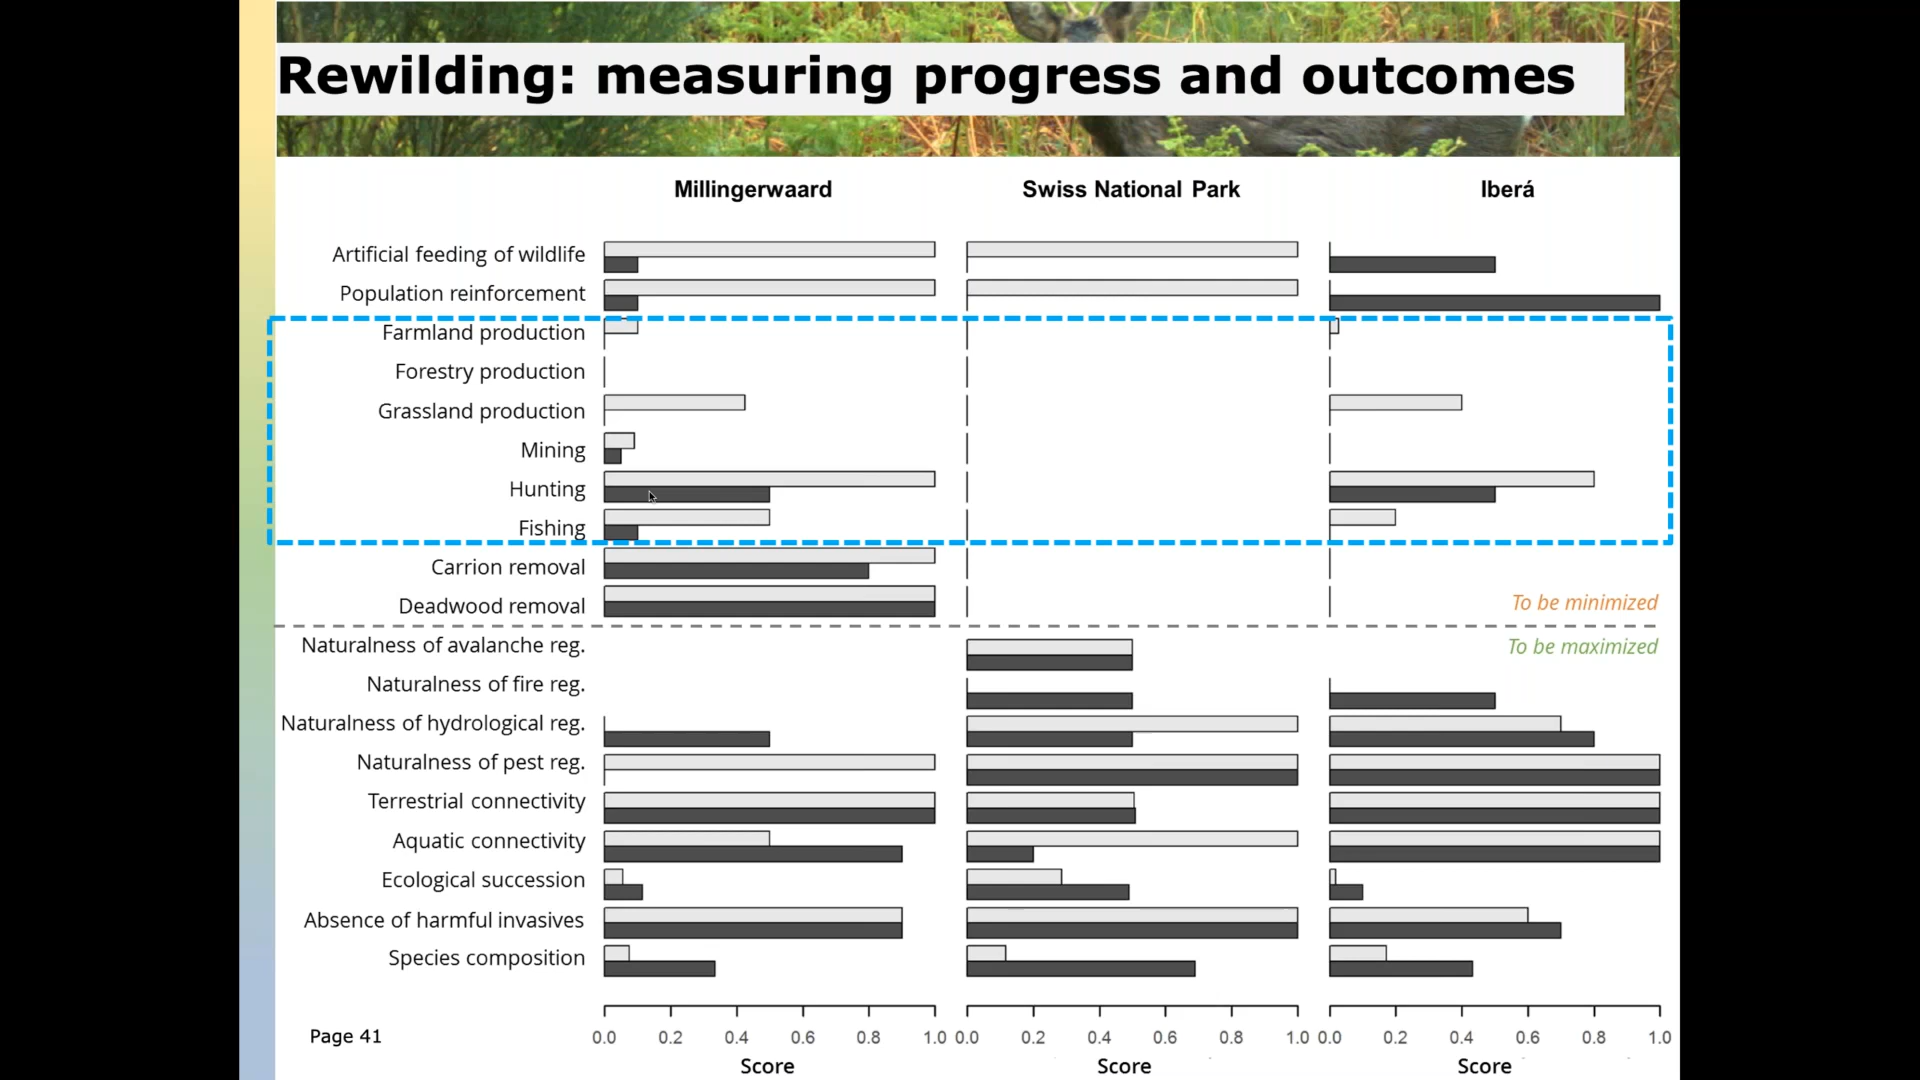 Rewilding: measuring progress and outcomes
Millingerwaard Swiss National Park Iberá
Artificial feeding of wildlife
Population reinforcement
Farmland production
Forestry production
Grassland production
Mining
Hunting
Fishing
Carrion removal
Deadwood removal
To be minimized
Naturalness of avalanche reg.
To be maximized
Naturalness of fire reg.
Naturalness of hydrological reg.
Naturalness of pest reg.
Terrestrial connectivity
Aquatic connectivity
Ecological succession
Absence of harmful invasives
Species composition
0.0 0.2 0.4 0.6 0.8 1.0 0.0 0.2 0.4 0.6 0.8 1.0 0.0 0.2 0.4 0.6 0.8 1.0
Score Score Score
Page 41